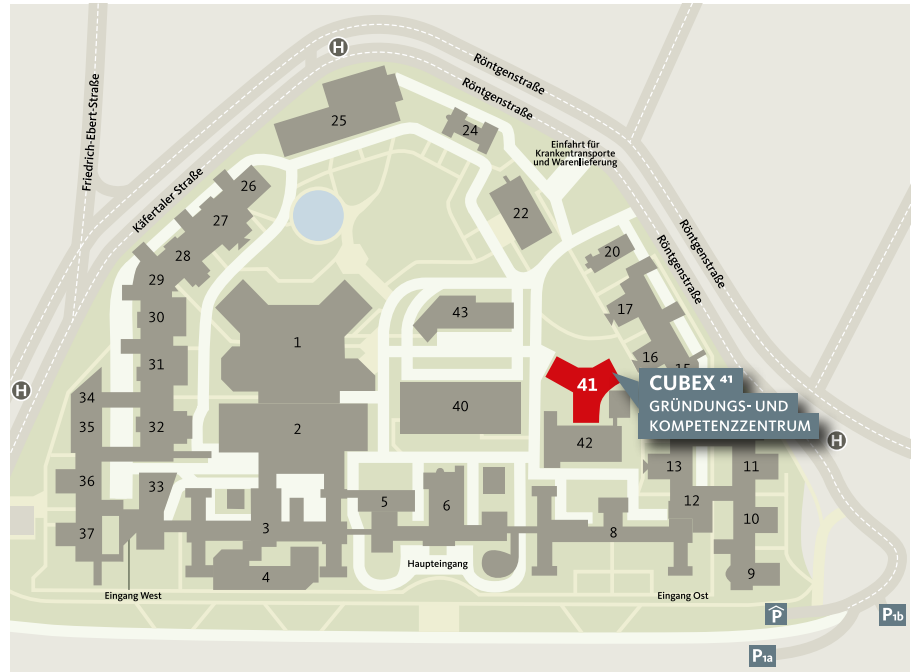 H
Röntgenstraße
Röntgenstraße
Friedrich-Ebert-Straße
25
24
Einfahrt für
Krankentransporte
und Warenlieferung
Käfertaler Straße
26
27
22
28
20
Röntgenstraße
Röntgenstraße
29
30
43
17
1
31
16
15
H
34
41
CUBEX 41
GRÜNDUNGS- UND
KOMPETENZZENTRUM
35
32
2
40
42
H
36
33
13
11
5
6
12
37
3
8
10
4
Haupteingang
9
Eingang West
Eingang Ost
P
P1b
P1a